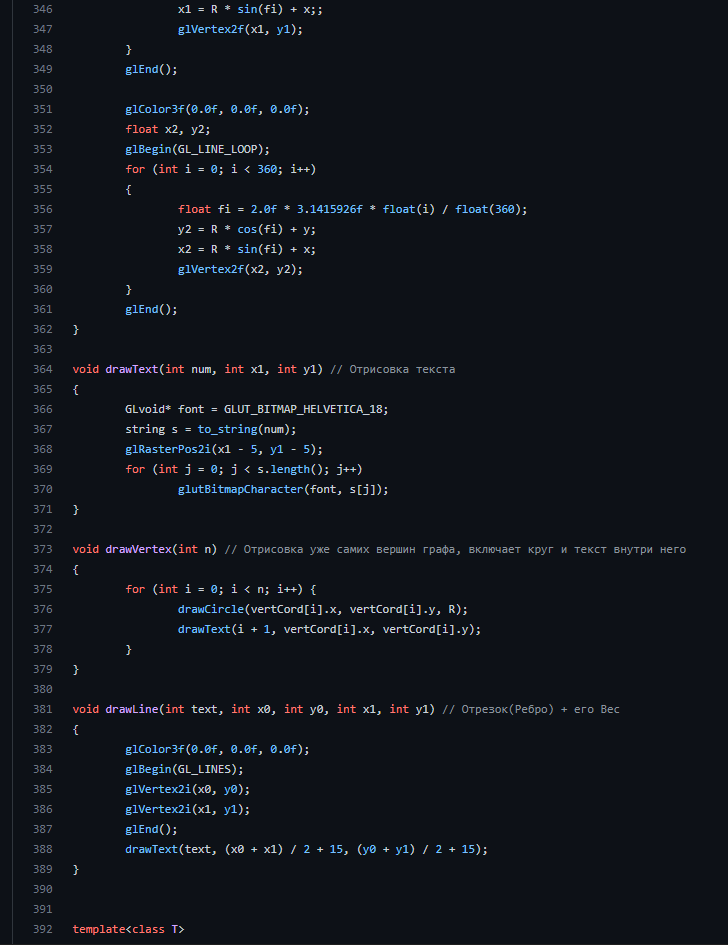 346 x1 = R * sin(fi) + x;;
347 glVertex2f(x1, y1);
348 }
349 glEnd();
350
351 glColor3f(0.0f, 0.0f, 0.0f);
352 float x2, y2;
353 glBegin(GL_LINE_LOOP);
354 for (int i = 0; i < 360; i++)
355 {
356 float fi = 2.0f * 3.1415926f * float(i) / float(360);
357 y2 = R * cos(fi) + y;
358 x2 = R * sin(fi) + x;
359 glVertex2f(x2, y2);
360 }
361 glEnd();
362 }
363
364 void drawText(int num, int x1, int y1) // Отрисовка текста
365 {
366 GLvoid* font = GLUT_BITMAP_HELVETICA_18;
367 string s = to_string(num);
368 glRasterPos2i(x1 - 5, y1 - 5);
369 for (int j = 0; j < s.length(); j++)
370 glutBitmapCharacter(font, s[j]);
371 }
372
373 void drawVertex(int n) // Отрисовка уже самих вершин графа, включает круг и текст внутри него
374 {
375 for (int i = 0; i < n; i++) {
376 drawCircle(vertCord[i].x, vertCord[i].y, R);
377 drawText(i + 1, vertCord[i].x, vertCord[i].y);
378 }
379 }
380
381 void drawLine(int text, int x0, int y0, int x1, int y1) // Отрезок(Ребро) + его Вес
382 {
383 glColor3f(0.0f, 0.0f, 0.0f);
384 glBegin(GL_LINES);
385 glVertex2i(x0, y0);
386 glVertex2i(x1, y1);
387 glEnd();
388 drawText(text, (x0 + x1) / 2 + 15, (y0 + y1) / 2 + 15);
389 }
390
391
392 template<class T>